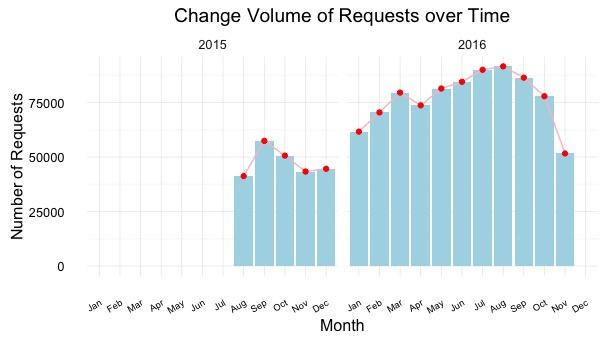 Change Volume of Requests over Time
2015 2016
Number of Requests
75000
50000
25000
0
Jan Feb Mar Apr May Jun Jul Aug Sep Oct Nov Dec Jan Feb Mar Apr May Jun Jul Aug Sep Oct Nov Dec
Month